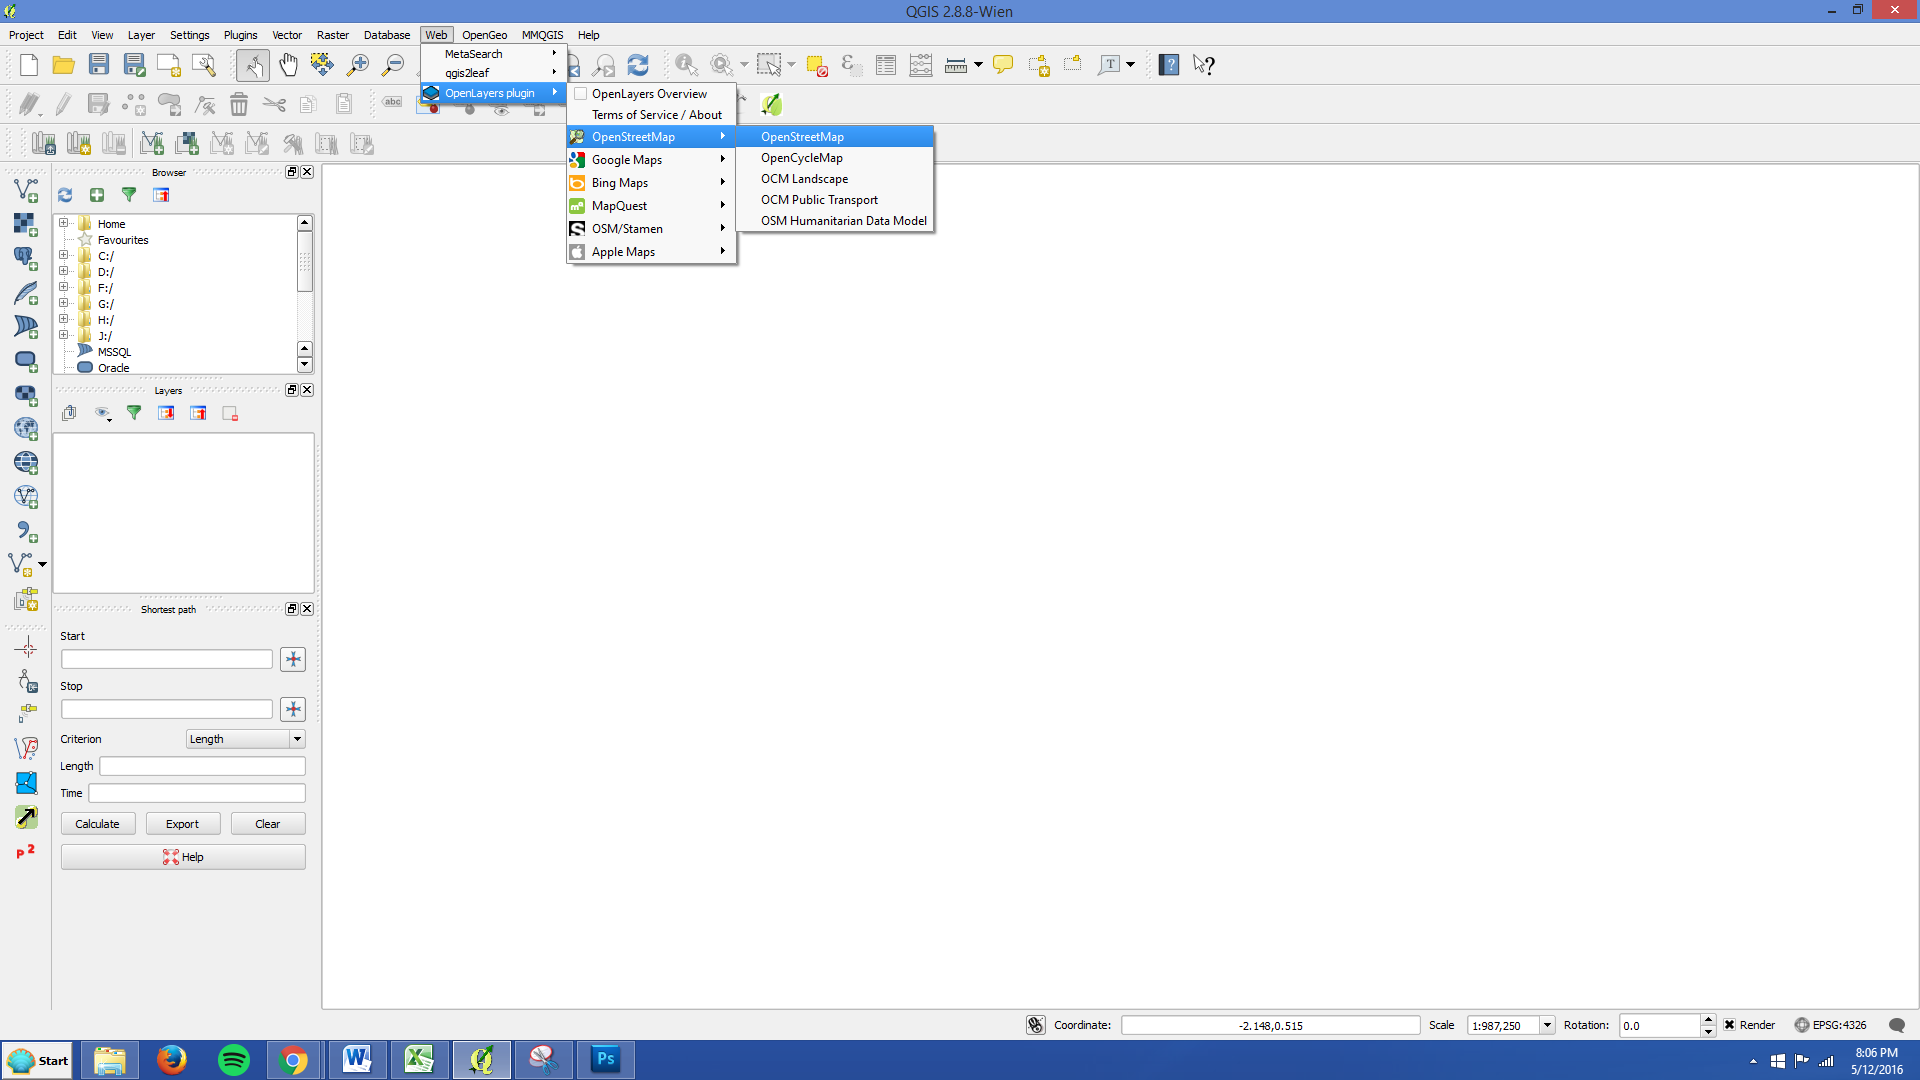 QGIS 2.8.8-Wien
Project Edit View Layer Settings Plugins Vector Raster Database Web OpenGeo MMQGIS Help
MetaSearch
qgis2leaf
OpenLayers plugin
abc
T
?
?
OpenLayers Overview
Terms of Service / About
OpenStreetMap
Google Maps
Bing Maps
MapQuest
OSM/Stamen
Apple Maps
OpenStreetMap
OpenCycleMap
OCM Landscape
OCM Public Transport
OSM Humanitarian Data Model
Browser
Home
Favourites
C:/
D:/
F:/
G:/
H:/
J:/
MSSQL
Oracle
Layers
Shortest path
Start
Stop
Criterion Length
Length
Time
Calculate Export Clear
Help
P 2
Coordinate: -2.148,0.515 Scale 1:987,250 Rotation: 0.0 Render EPSG:4326
Start
Ps
8:06 PM
5/12/2016